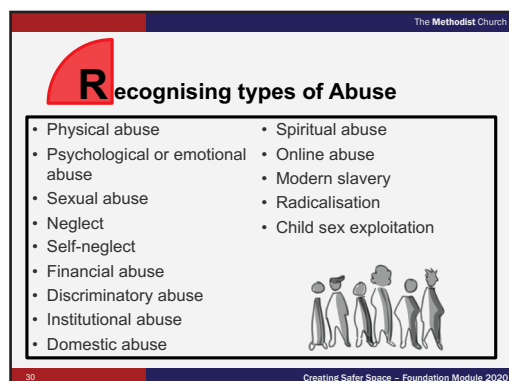 The Methodist Church
Recognising types of Abuse
• Physical abuse
• Psychological or emotional
abuse
• Sexual abuse
• Neglect
• Self-neglect
• Financial abuse
• Discriminatory abuse
• Institutional abuse
• Domestic abuse
• Spiritual abuse
• Online abuse
• Modern slavery
• Radicalisation
• Child sex exploitation
30
Creating Safer Space – Foundation Module 2020